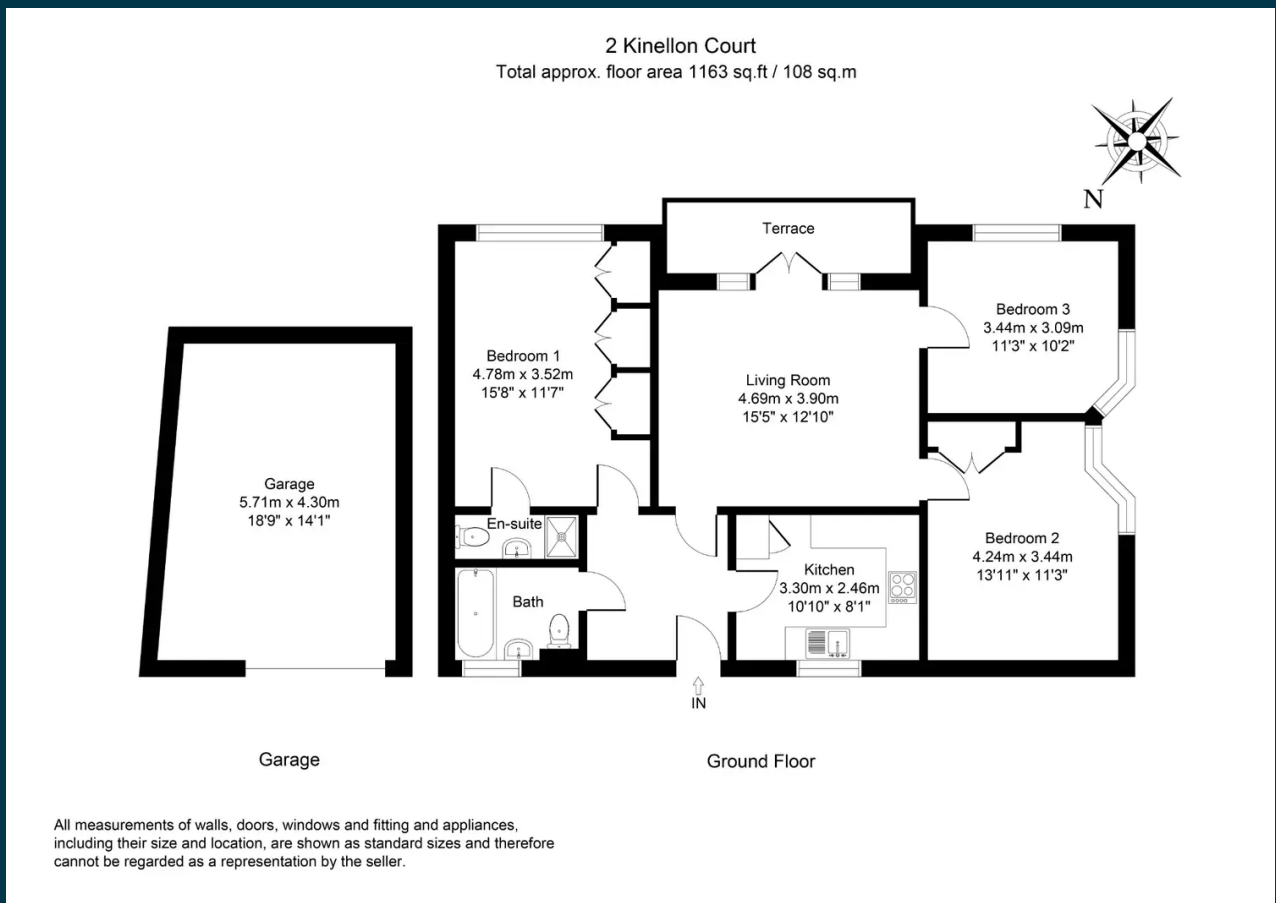 2 Kinellon Court
Total approx. floor area 1163 sq.ft / 108 sq.m
N
Terrace
Bedroom 1
4.78m x 3.52m
15'8" x 11'7"
Living Room
4.69m x 3.90m
15'5" x 12'10"
Bedroom 3
3.44m x 3.09m
11'3" x 10'2"
Garage
5.71m x 4.30m
18'9" x 14'1"
En-suite
Bath
Kitchen
3.30m x 2.46m
10'10" x 8'1"
Bedroom 2
4.24m x 3.44m
13'11" x 11'3"
IN
Garage
Ground Floor
All measurements of walls, doors, windows and fitting and appliances,
including their size and location, are shown as standard sizes and therefore
cannot be regarded as a representation by the seller.